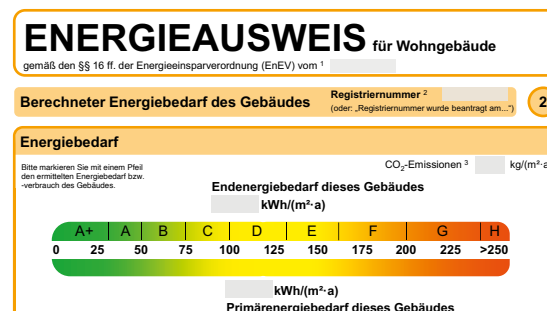 ENERGIEAUSWEIS für Wohngebäude
gemäß den §§ 16 ff. der Energieeinsparverordnung (EnEV) vom ¹
Berechneter Energiebedarf des Gebäudes
Registriernummer ²
(oder: „Registriernummer wurde beantragt am...")
2
Energiebedarf
Bitte markieren Sie mit einem Pfeil
den ermittelten Energiebedarf bzw.
-verbrauch des Gebäudes.
CO₂-Emissionen ³ kg/(m²·a
Endenergiebedarf dieses Gebäudes
kWh/(m²·a)
A+ A B C D E F G H
0 25 50 75 100 125 150 175 200 225 >250
kWh/(m²·a)
Primärenergiebedarf dieses Gebäudes